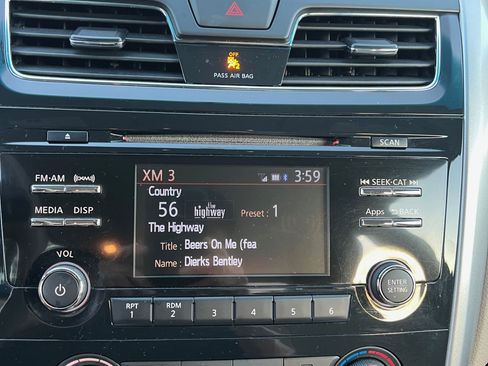 OFF
PASS AIR BAG
SCAN
FM·AM
MEDIA DISP
VOL
XM 3 3:59
Country
56 the highway Preset : 1
The Highway
Title : Beers On Me (fea
Name : Dierks Bentley
SEEK·CAT
Apps BACK
ENTER
SETTING
RPT 1
RDM 2
3
4
5
6